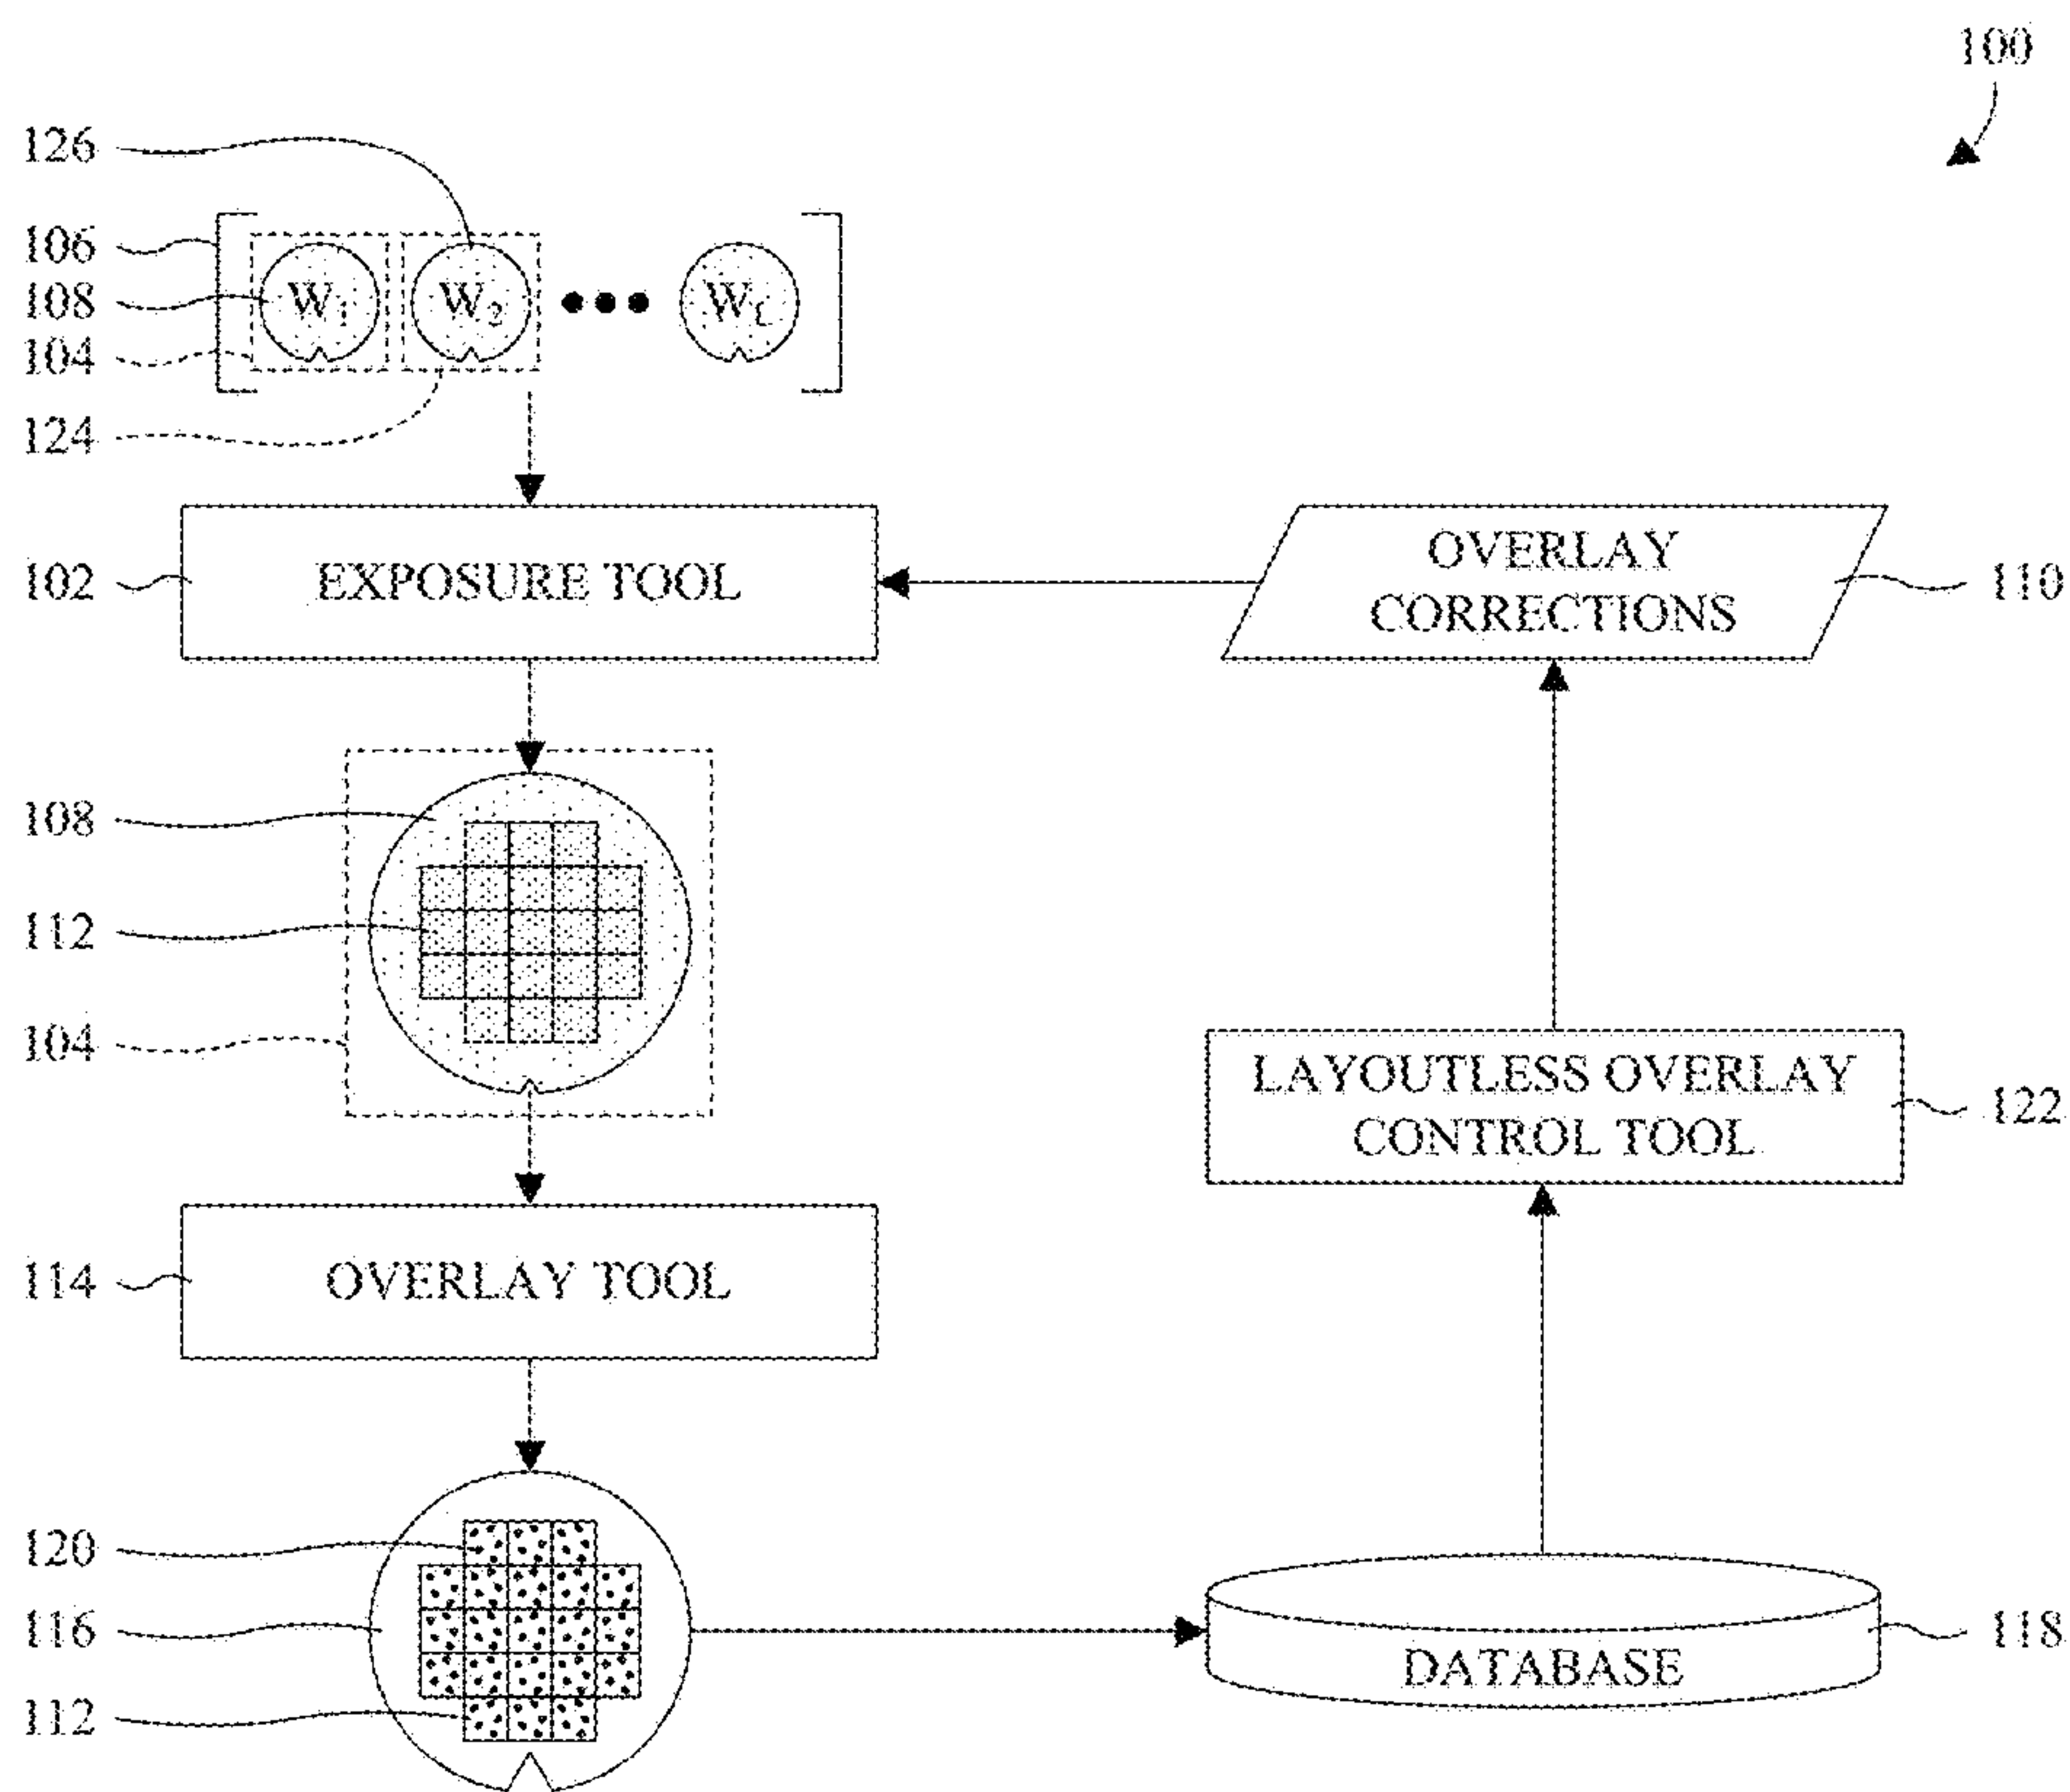 100
126
106
108
104
124
W1 W2 ••• WL
102
EXPOSURE TOOL
OVERLAY
CORRECTIONS
110
108
112
104
LAYOUTLESS OVERLAY
CONTROL TOOL
122
114
OVERLAY TOOL
120
116
112
DATABASE
118